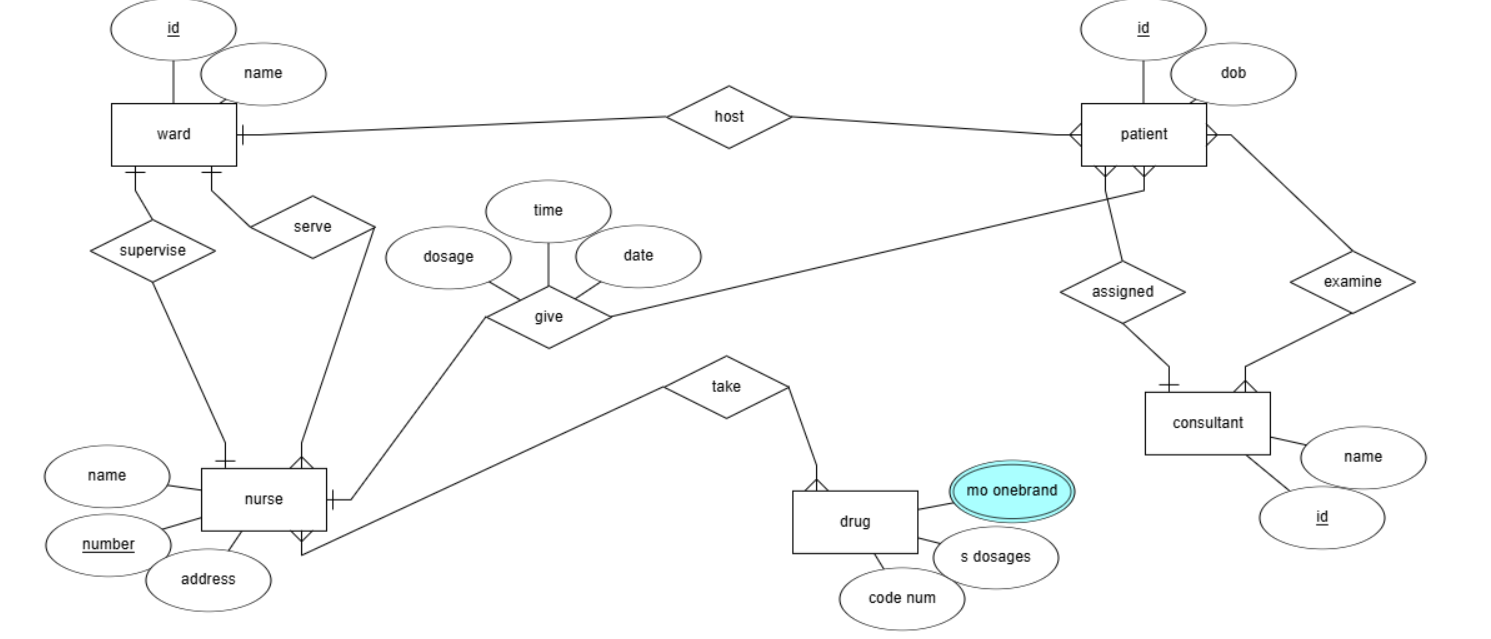 id
name
ward
host
id
dob
patient
supervise
serve
time
dosage
date
give
assigned
examine
take
consultant
name
id
name
nurse
number
address
drug
mo onebrand
s dosages
code num